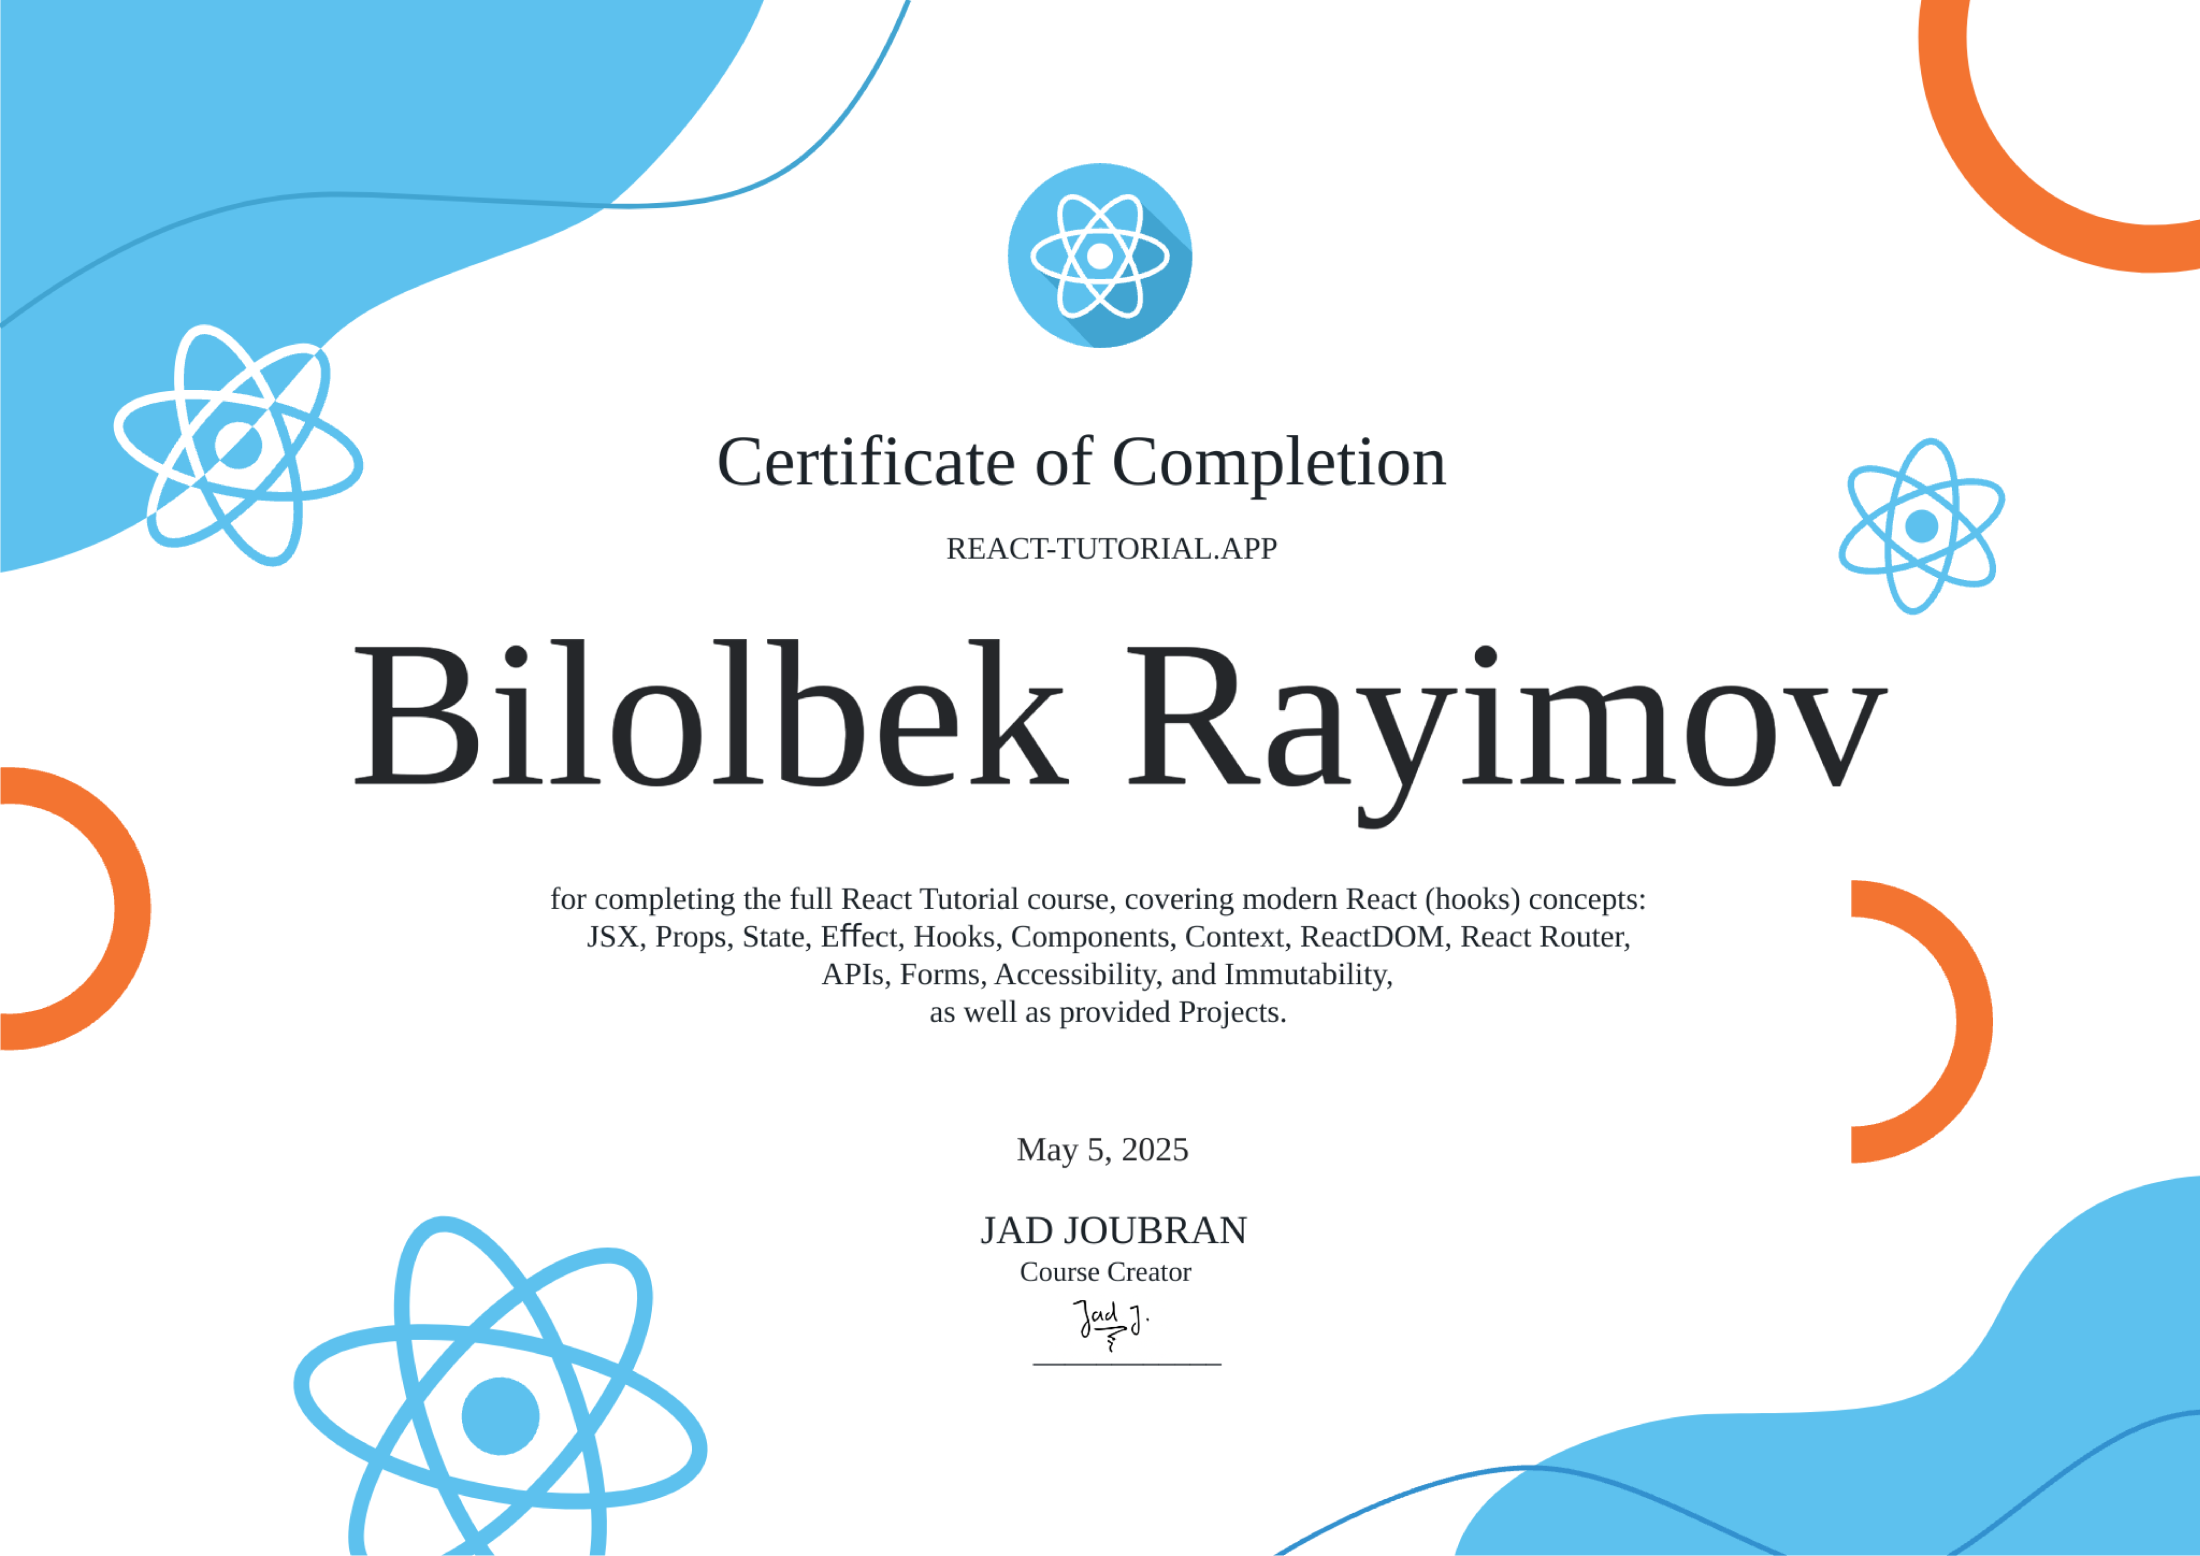 Certificate of Completion
REACT-TUTORIAL.APP
Bilolbek Rayimov
for completing the full React Tutorial course, covering modern React (hooks) concepts:
JSX, Props, State, Effect, Hooks, Components, Context, ReactDOM, React Router,
APIs, Forms, Accessibility, and Immutability,
as well as provided Projects.
May 5, 2025
JAD JOUBRAN
Course Creator
Jad J.